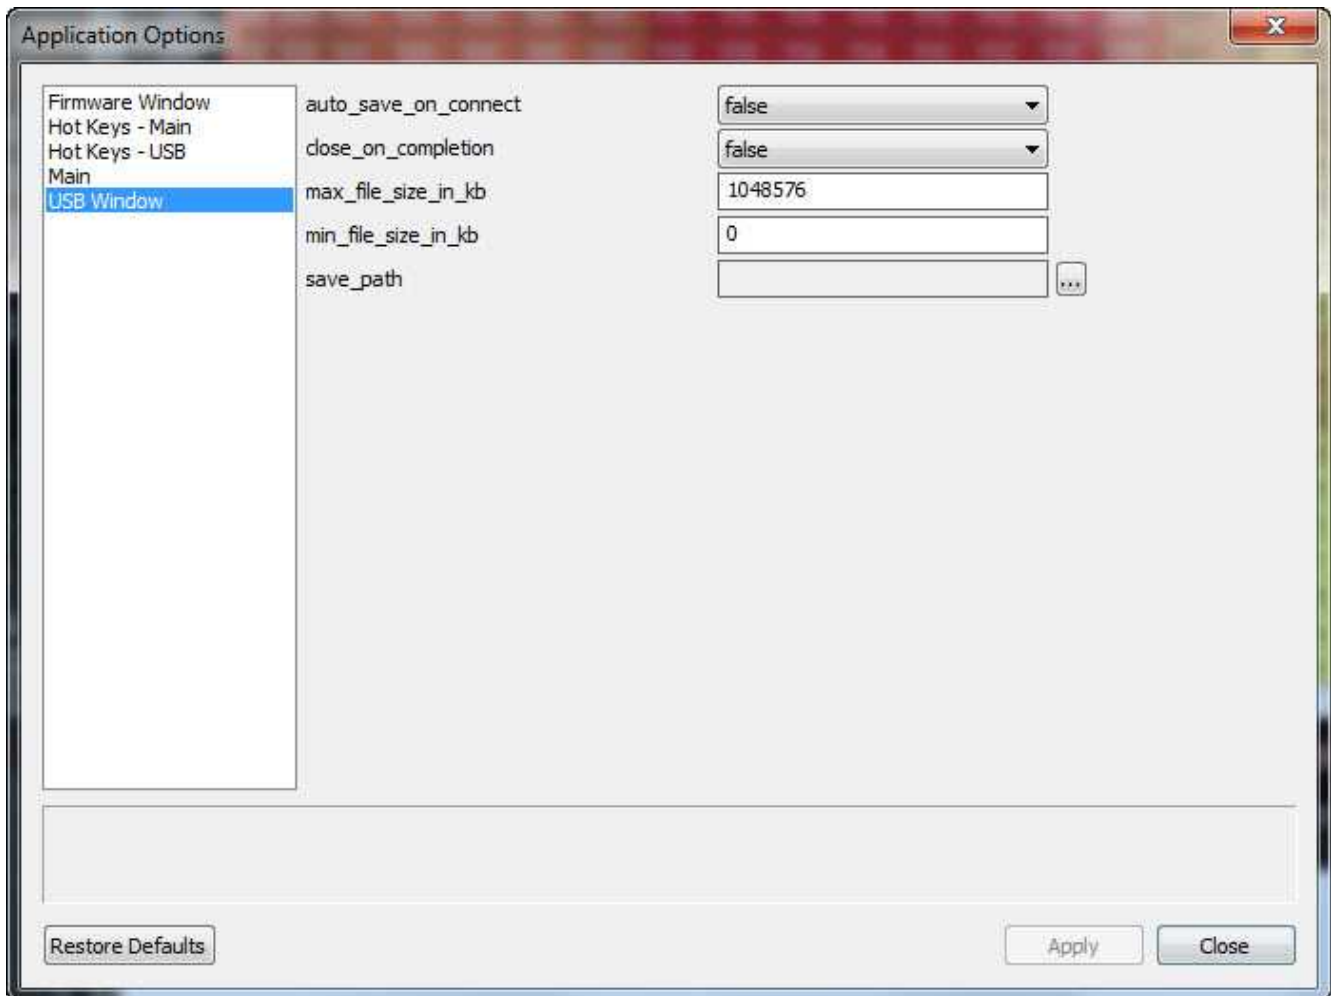 Application Options
Firmware Window
Hot Keys - Main
Hot Keys - USB
Main
USB Window
auto_save_on_connect
false
close_on_completion
false
max_file_size_in_kb
1048576
min_file_size_in_kb
0
save_path
...
Restore Defaults
Apply
Close